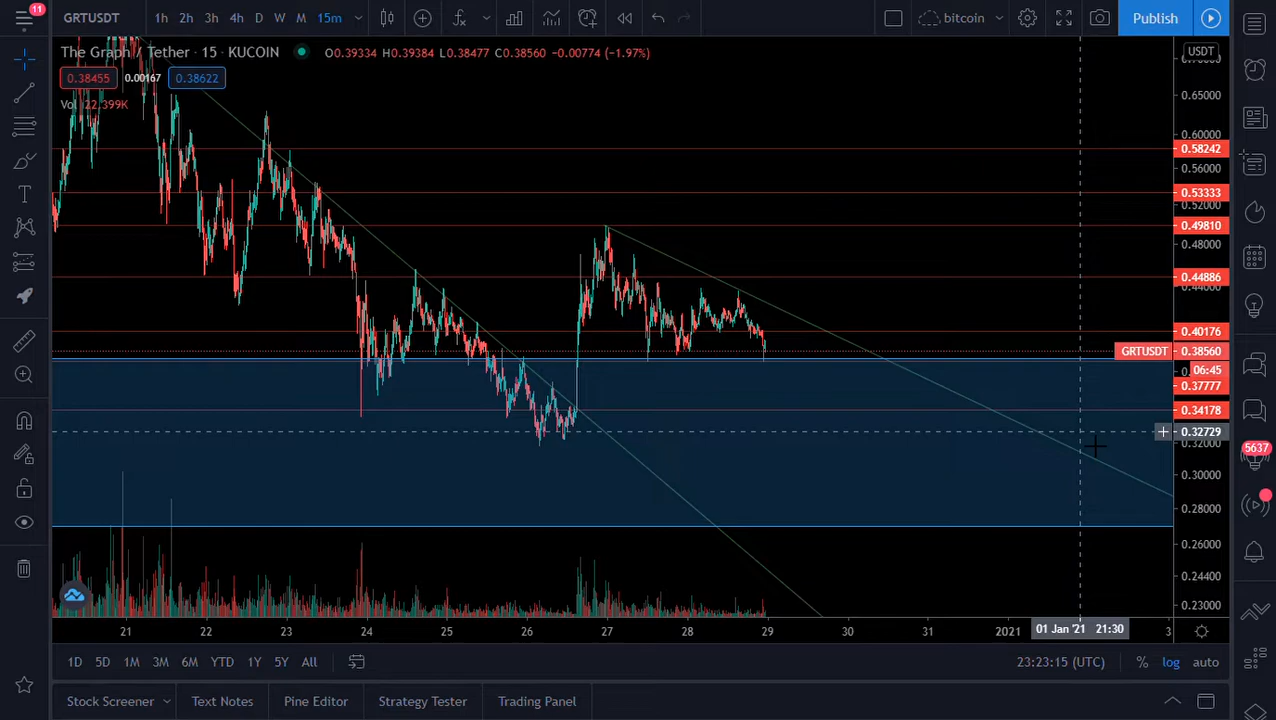 11
GRTUSDT
1h 2h 3h 4h D W M 15m
bitcoin
Publish
The Graph / Tether · 15 · KUCOIN
O0.39334 H0.39384 L0.38477 C0.38560 −0.00774 (−1.97%)
0.38455 0.00167 0.38622
Vol 22.399K
USDT
0.65000
0.60000
0.58242
0.56000
0.53333
0.52000
0.49810
0.48000
0.44886
0.44000
0.40176
GRTUSDT 0.38560
06:45
0.37777
0.34178
0.32729
0.32000
0.30000
0.28000
0.26000
0.24400
0.23000
5637
21 22 23 24 25 26 27 28 29 30 31 2021 01 Jan '21 21:30 3
1D 5D 1M 3M 6M YTD 1Y 5Y All
23:23:15 (UTC) % log auto
Stock Screener Text Notes Pine Editor Strategy Tester Trading Panel